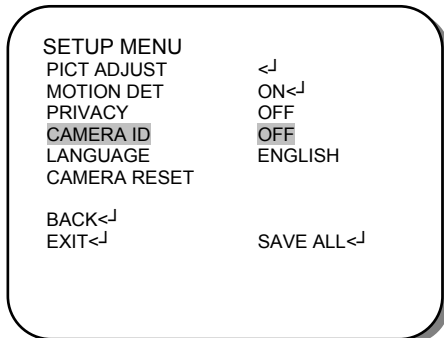 SETUP MENU
PICT ADJUST <┘
MOTION DET ON<┘
PRIVACY OFF
CAMERA ID OFF
LANGUAGE ENGLISH
CAMERA RESET
BACK<┘
EXIT<┘ SAVE ALL<┘